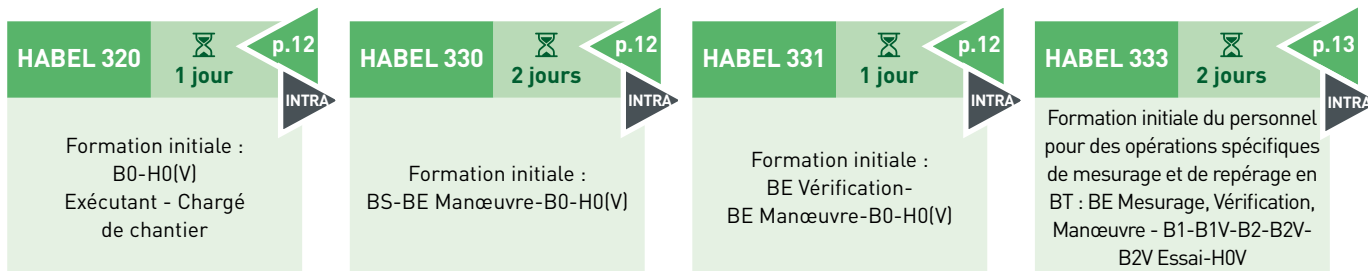 HABEL 320
1 jour
p.12
INTRA
Formation initiale :
B0-H0(V)
Exécutant - Chargé
de chantier
HABEL 330
2 jours
p.12
INTRA
Formation initiale :
BS-BE Manœuvre-B0-H0(V)
HABEL 331
1 jour
p.12
INTRA
Formation initiale :
BE Vérification-
BE Manœuvre-B0-H0(V)
HABEL 333
2 jours
p.13
INTRA
Formation initiale du personnel
pour des opérations spécifiques
de mesurage et de repérage en
BT : BE Mesurage, Vérification,
Manœuvre - B1-B1V-B2-B2V-
B2V Essai-H0V